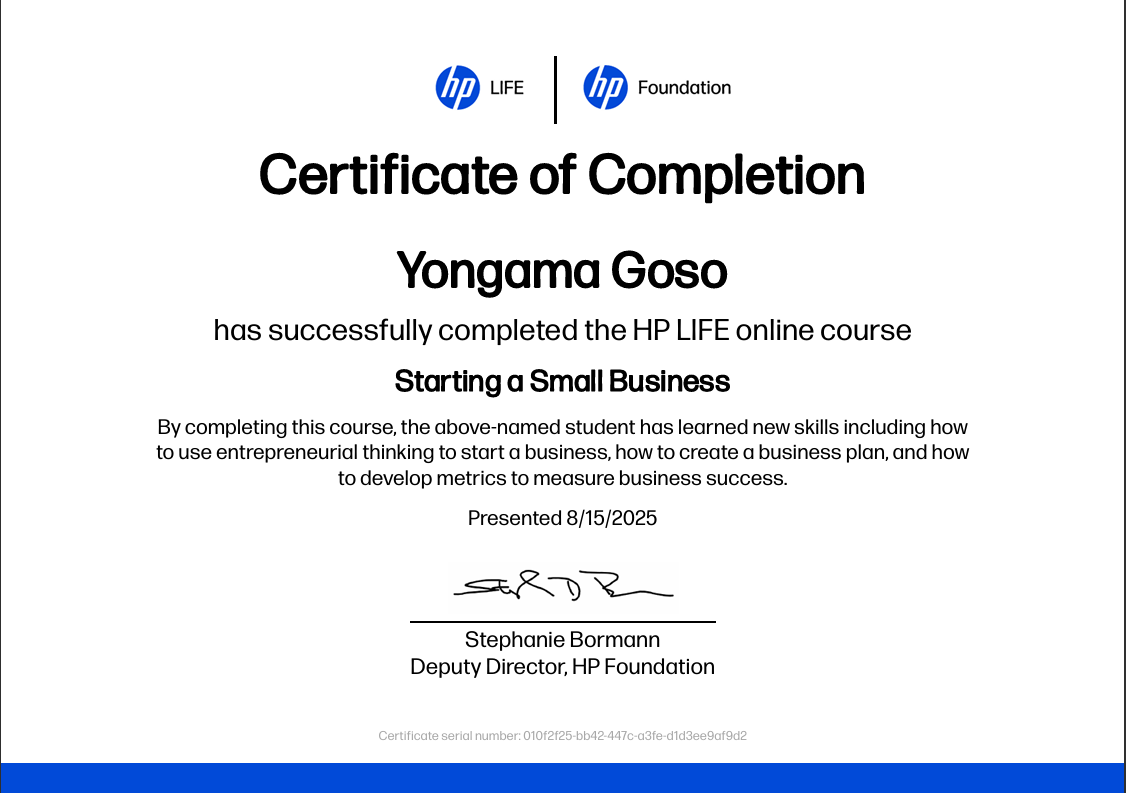 hp LIFE
hp Foundation
Certificate of Completion
Yongama Goso
has successfully completed the HP LIFE online course
Starting a Small Business
By completing this course, the above-named student has learned new skills including how
to use entrepreneurial thinking to start a business, how to create a business plan, and how
to develop metrics to measure business success.
Presented 8/15/2025
Stephanie Bormann
Deputy Director, HP Foundation
Certificate serial number: 010f2f25-bb42-447c-a3fe-d1d3ee9af9d2